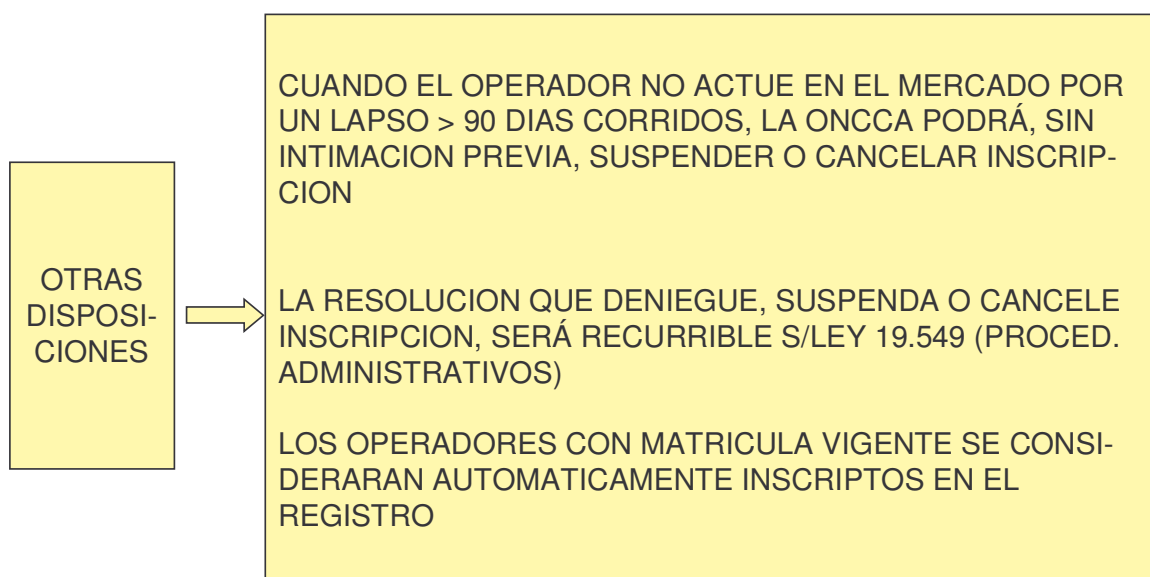 OTRAS
DISPOSI-
CIONES
CUANDO EL OPERADOR NO ACTUE EN EL MERCADO POR
UN LAPSO > 90 DIAS CORRIDOS, LA ONCCA PODRÁ, SIN
INTIMACION PREVIA, SUSPENDER O CANCELAR INSCRIP-
CION
LA RESOLUCION QUE DENIEGUE, SUSPENDA O CANCELE
INSCRIPCION, SERÁ RECURRIBLE S/LEY 19.549 (PROCED.
ADMINISTRATIVOS)
LOS OPERADORES CON MATRICULA VIGENTE SE CONSI-
DERARAN AUTOMATICAMENTE INSCRIPTOS EN EL
REGISTRO